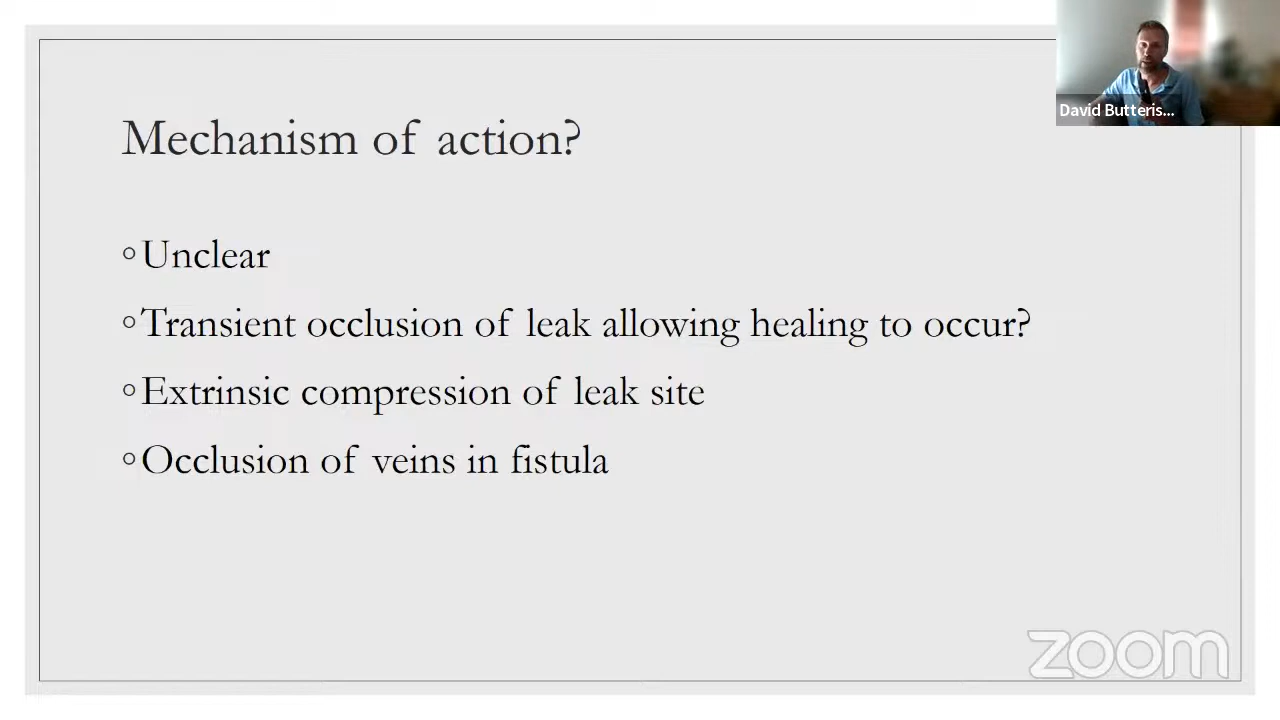 David Butteris...
Mechanism of action?
◦Unclear
◦Transient occlusion of leak allowing healing to occur?
◦Extrinsic compression of leak site
◦Occlusion of veins in fistula
zoom